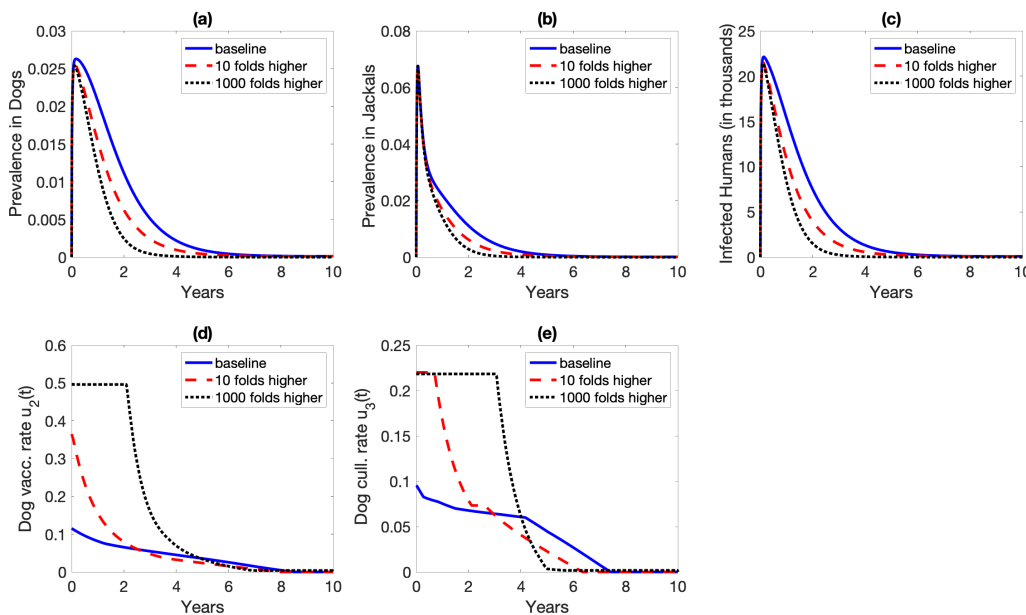 (a)
Prevalence in Dogs
0.03
0.025
0.02
0.015
0.01
0.005
0
baseline
10 folds higher
1000 folds higher
0 2 4 6 8 10
Years
(b)
Prevalence in Jackals
0.08
0.06
0.04
0.02
0
baseline
10 folds higher
1000 folds higher
0 2 4 6 8 10
Years
(c)
Infected Humans (in thousands)
25
20
15
10
5
0
baseline
10 folds higher
1000 folds higher
0 2 4 6 8 10
Years
(d)
Dog vacc. rate u_2(t)
0.6
0.5
0.4
0.3
0.2
0.1
0
baseline
10 folds higher
1000 folds higher
0 2 4 6 8 10
Years
(e)
Dog cull. rate u_3(t)
0.25
0.2
0.15
0.1
0.05
0
baseline
10 folds higher
1000 folds higher
0 2 4 6 8 10
Years